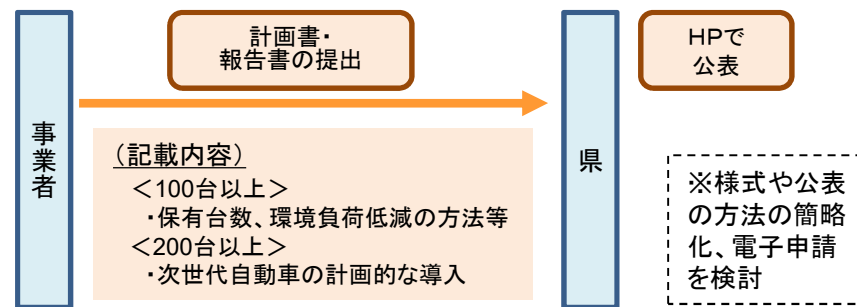 計画書・
報告書の提出
HPで
公表
事業者
県
（記載内容）
＜100台以上＞
・保有台数、環境負荷低減の方法等
＜200台以上＞
・次世代自動車の計画的な導入
※様式や公表
の方法の簡略
化、電子申請
を検討